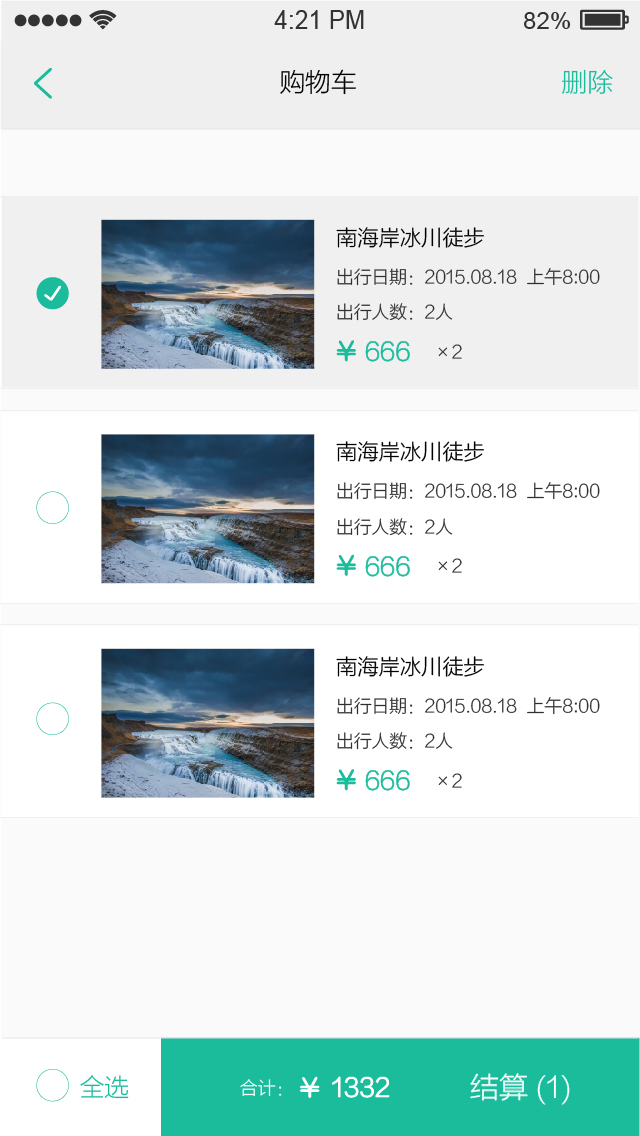 4:21 PM 82%
购物车 删除
南海岸冰川徒步
出行日期：2015.08.18 上午8:00
出行人数：2人
¥ 666 ×2
南海岸冰川徒步
出行日期：2015.08.18 上午8:00
出行人数：2人
¥ 666 ×2
南海岸冰川徒步
出行日期：2015.08.18 上午8:00
出行人数：2人
¥ 666 ×2
全选 合计： ¥ 1332 结算 (1)